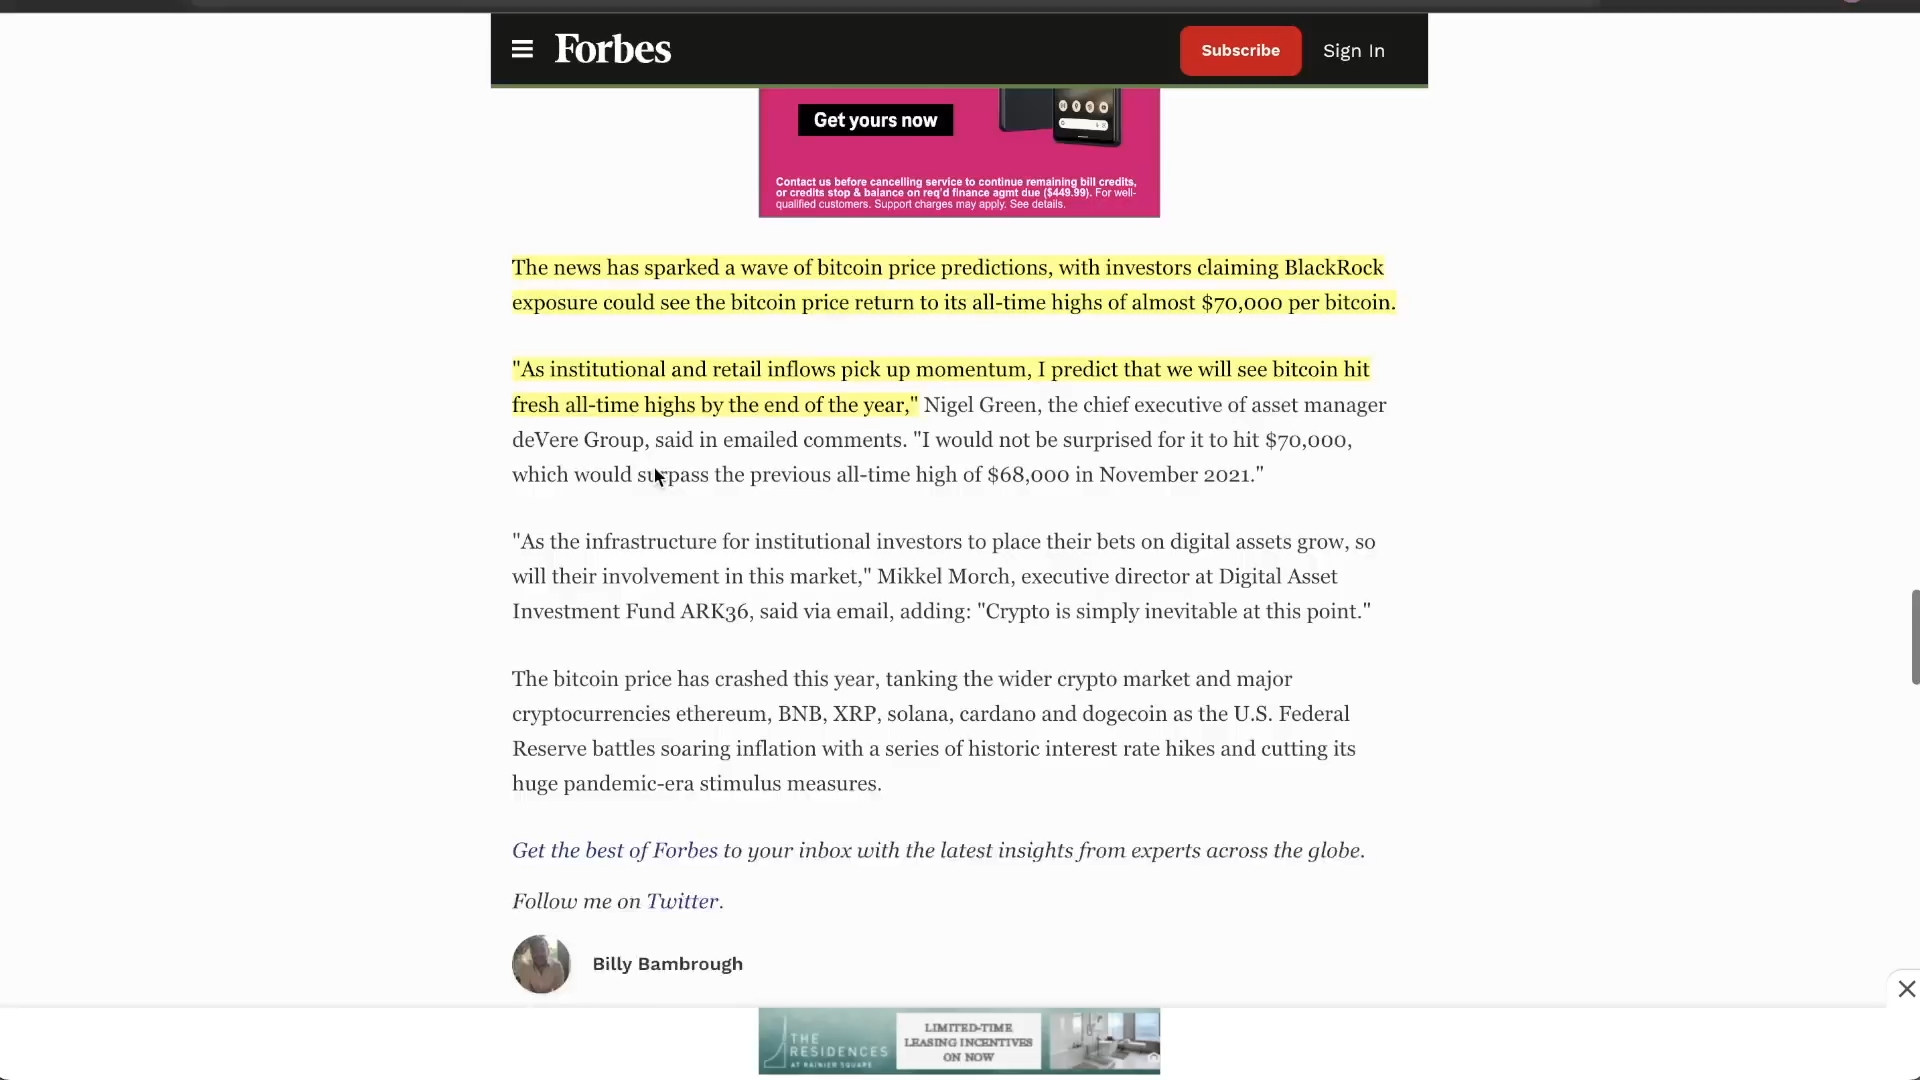 Forbes
Subscribe
Sign In
Get yours now
Contact us before cancelling service to continue remaining bill credits,
or credits stop & balance on req'd finance agmt due ($449.99). For well-
qualified customers. Support charges may apply. See details.
The news has sparked a wave of bitcoin price predictions, with investors claiming BlackRock
exposure could see the bitcoin price return to its all-time highs of almost $70,000 per bitcoin.
"As institutional and retail inflows pick up momentum, I predict that we will see bitcoin hit
fresh all-time highs by the end of the year," Nigel Green, the chief executive of asset manager
deVere Group, said in emailed comments. "I would not be surprised for it to hit $70,000,
which would surpass the previous all-time high of $68,000 in November 2021."
"As the infrastructure for institutional investors to place their bets on digital assets grow, so
will their involvement in this market," Mikkel Morch, executive director at Digital Asset
Investment Fund ARK36, said via email, adding: "Crypto is simply inevitable at this point."
The bitcoin price has crashed this year, tanking the wider crypto market and major
cryptocurrencies ethereum, BNB, XRP, solana, cardano and dogecoin as the U.S. Federal
Reserve battles soaring inflation with a series of historic interest rate hikes and cutting its
huge pandemic-era stimulus measures.
Get the best of Forbes to your inbox with the latest insights from experts across the globe.
Follow me on Twitter.
Billy Bambrough
THE
RESIDENCES
AT RAINIER SQUARE
LIMITED-TIME
LEASING INCENTIVES
ON NOW